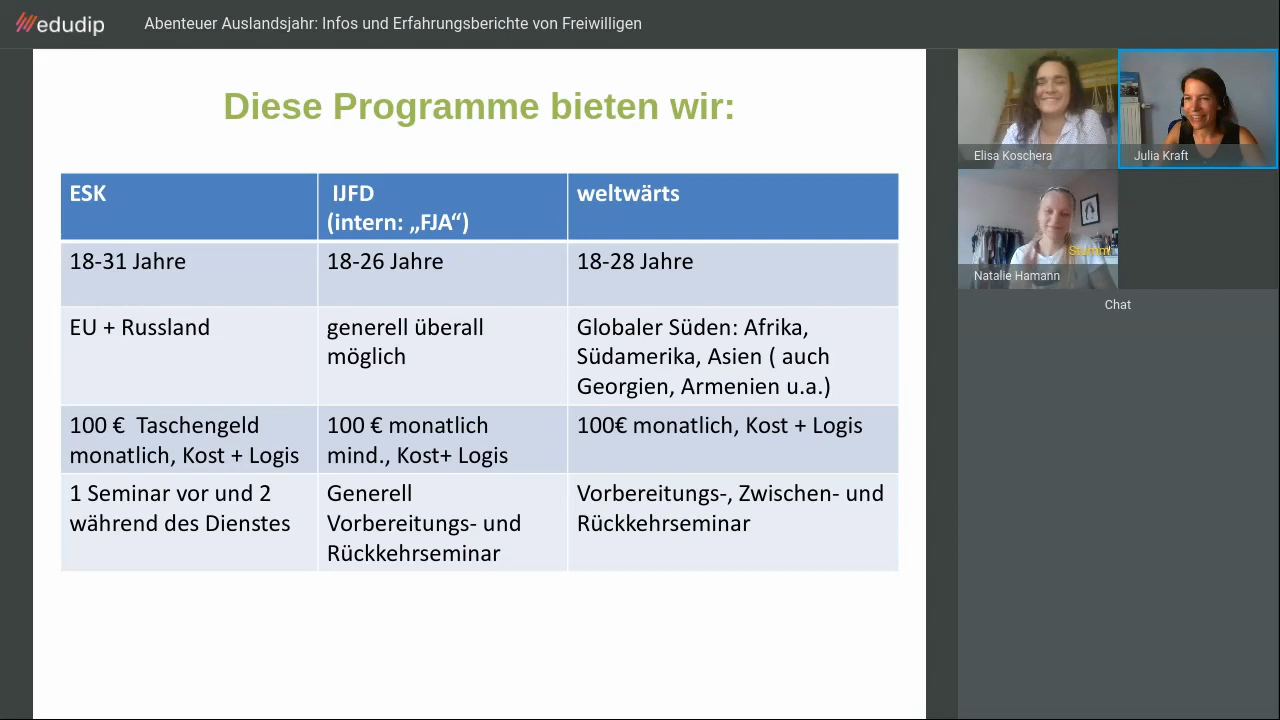 edudip
Abenteuer Auslandsjahr: Infos und Erfahrungsberichte von Freiwilligen
Diese Programme bieten wir:
ESK
IJFD
(intern: „FJA“)
weltwärts
18-31 Jahre
18-26 Jahre
18-28 Jahre
EU + Russland
generell überall
möglich
Globaler Süden: Afrika,
Südamerika, Asien ( auch
Georgien, Armenien u.a.)
100 € Taschengeld
monatlich, Kost + Logis
100 € monatlich
mind., Kost+ Logis
100€ monatlich, Kost + Logis
1 Seminar vor und 2
während des Dienstes
Generell
Vorbereitungs- und
Rückkehrseminar
Vorbereitungs-, Zwischen- und
Rückkehrseminar
Elisa Koschera
Julia Kraft
Stumm!
Natalie Hamann
Chat